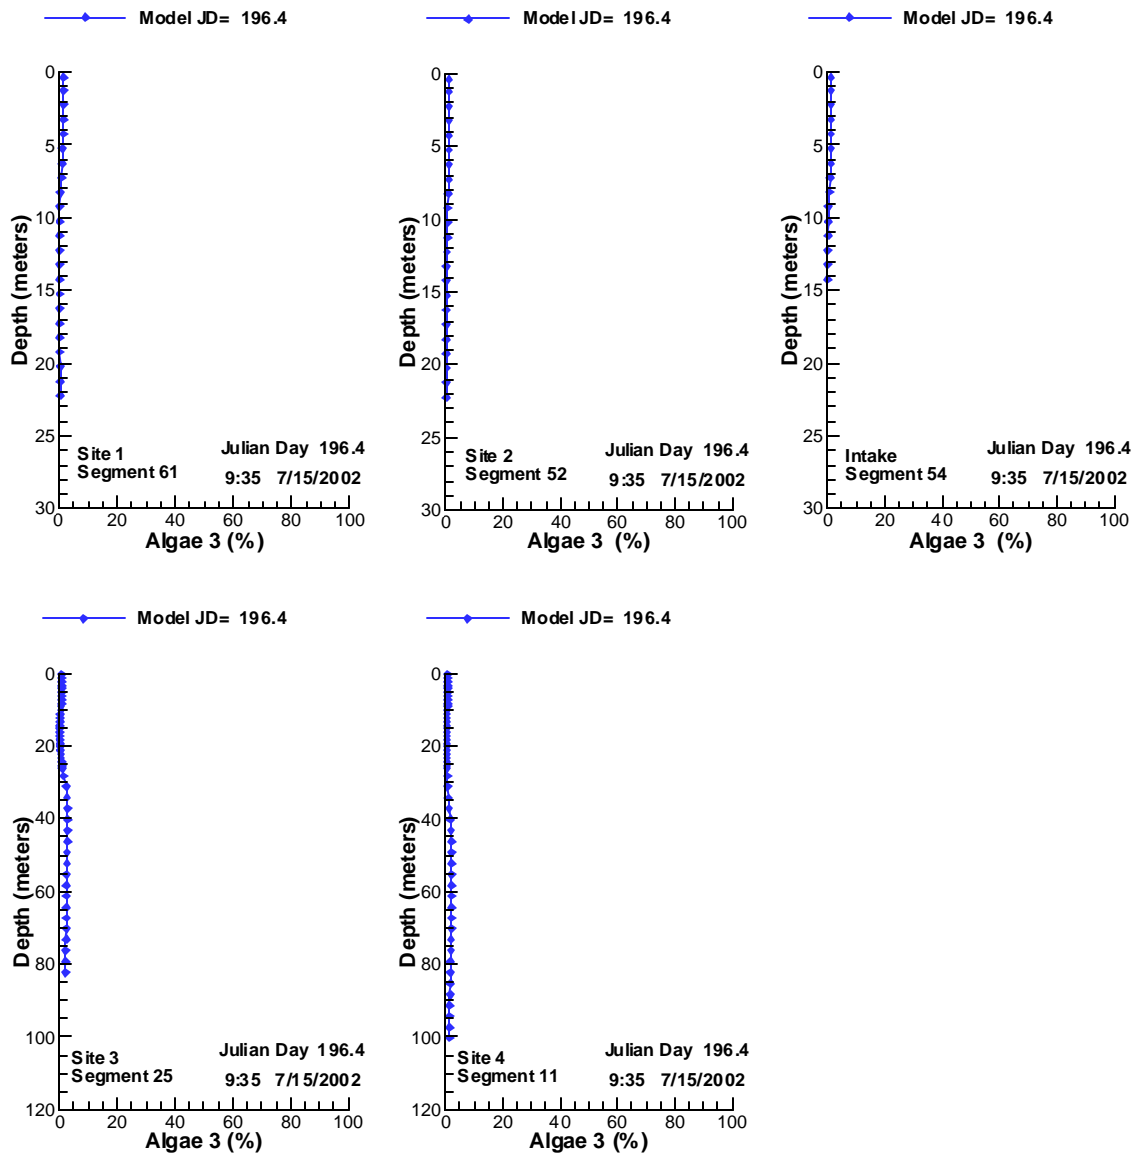 Model JD= 196.4
0
5
10
15
20
25
30
Depth (meters)
Site 1
Segment 61
Julian Day 196.4
9:35 7/15/2002
0 20 40 60 80 100
Algae 3 (%)
Model JD= 196.4
0
5
10
15
20
25
30
Depth (meters)
Site 2
Segment 52
Julian Day 196.4
9:35 7/15/2002
0 20 40 60 80 100
Algae 3 (%)
Model JD= 196.4
0
5
10
15
20
25
30
Depth (meters)
Intake
Segment 54
Julian Day 196.4
9:35 7/15/2002
0 20 40 60 80 100
Algae 3 (%)
Model JD= 196.4
0
20
40
60
80
100
120
Depth (meters)
Site 3
Segment 25
Julian Day 196.4
9:35 7/15/2002
0 20 40 60 80 100
Algae 3 (%)
Model JD= 196.4
0
20
40
60
80
100
120
Depth (meters)
Site 4
Segment 11
Julian Day 196.4
9:35 7/15/2002
0 20 40 60 80 100
Algae 3 (%)